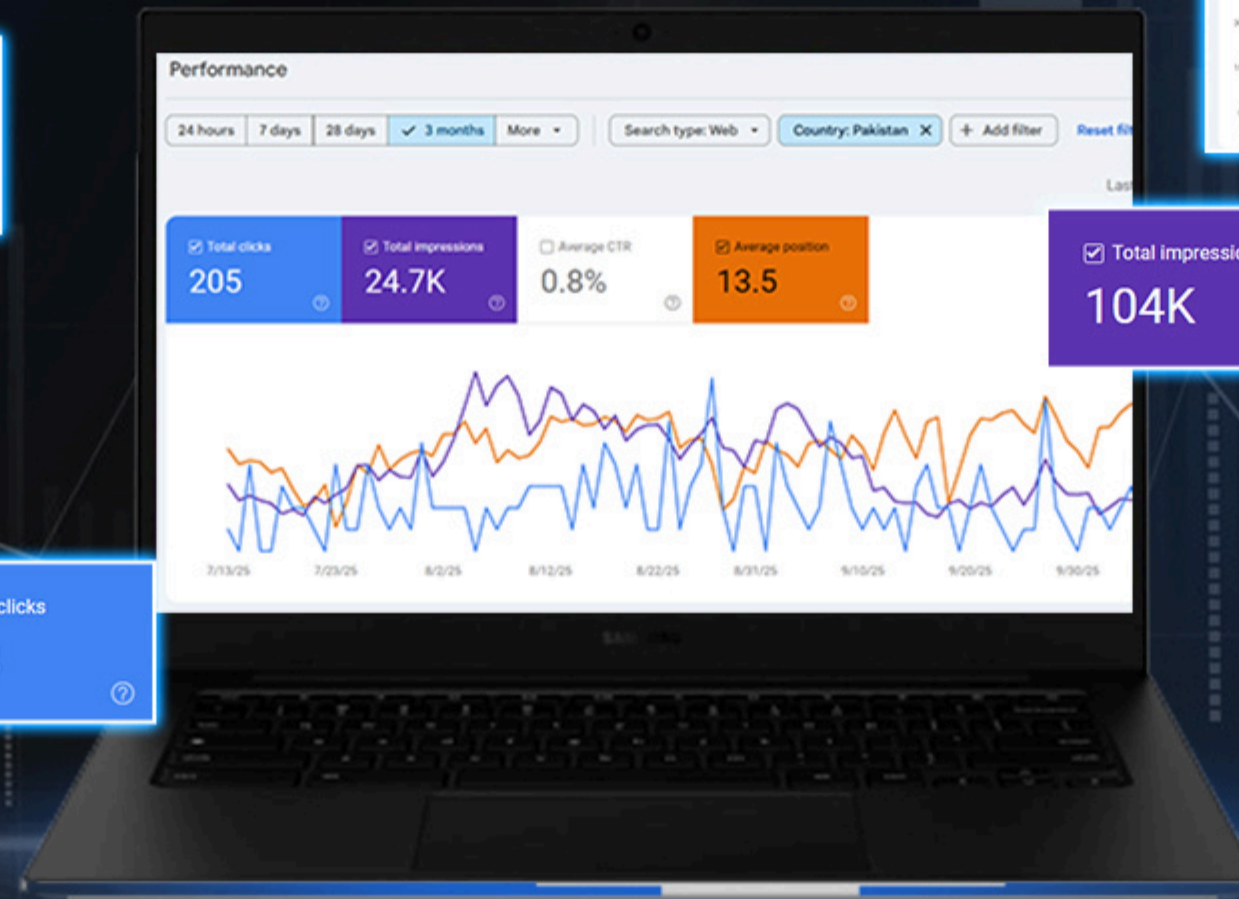 Performance
24 hours 7 days 28 days ✓ 3 months More Search type: Web Country: Pakistan X + Add filter Reset
Total clicks Total impressions Average CTR Average position
205 24.7K 0.8% 13.5
Total
104K
7/13/25 7/23/25 8/2/25 8/12/25 8/22/25 8/31/25 9/10/25 9/20/25 9/30/25
clicks